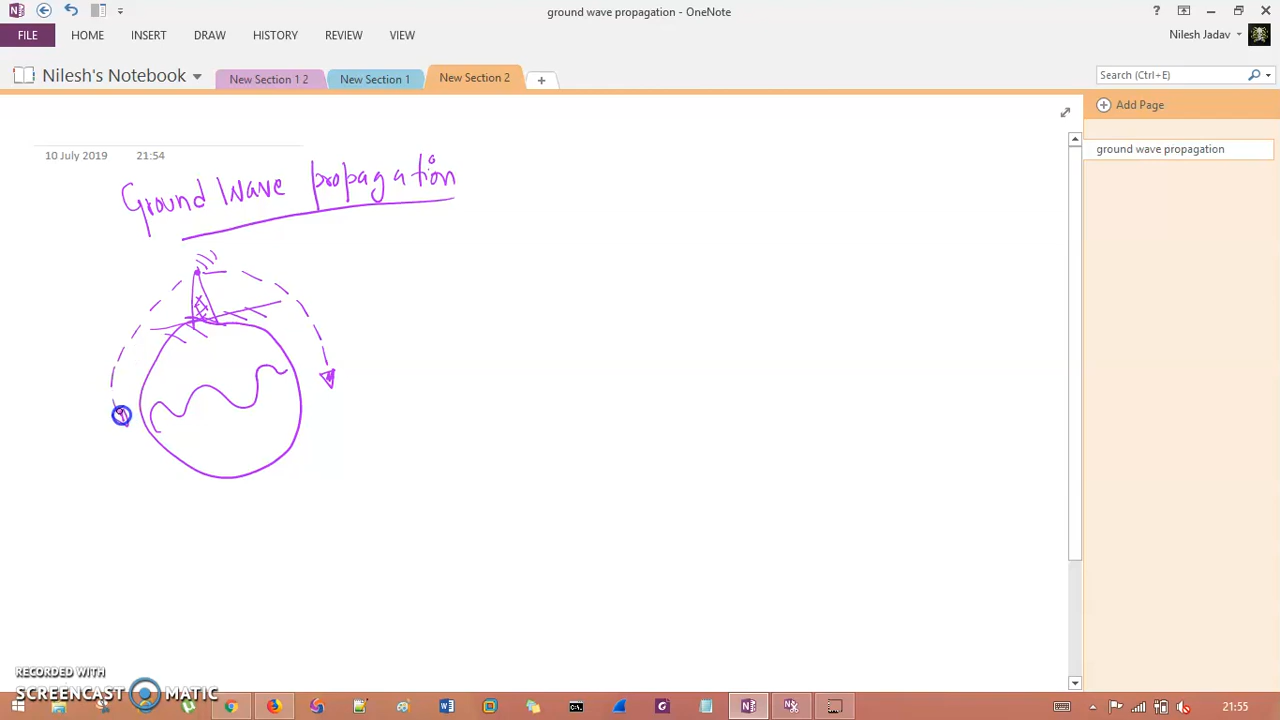 ground wave propagation - OneNote
FILE HOME INSERT DRAW HISTORY REVIEW VIEW
Nilesh Jadav
Nilesh's Notebook New Section 1 2 New Section 1 New Section 2
Search (Ctrl+E)
Add Page
ground wave propagation
10 July 2019 21:54
Ground Wave propagation
RECORDED WITH
SCREENCAST MATIC
21:55